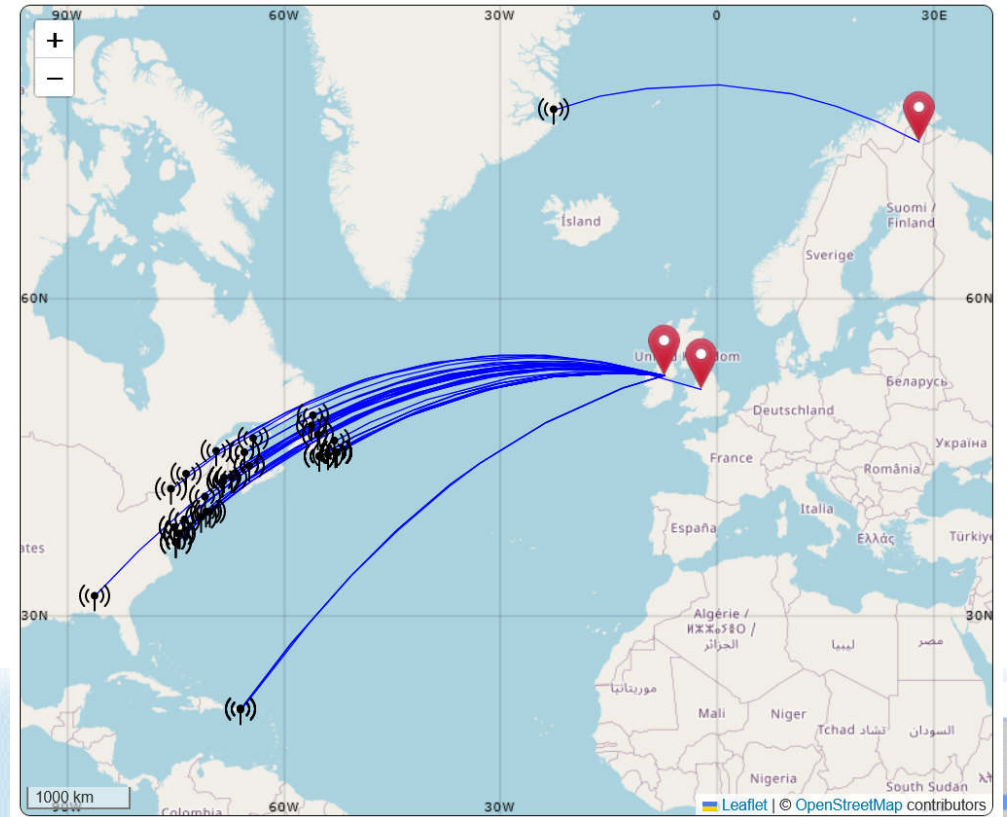 90W
60W
30W
0
30E
+
−
Ísland
Suomi /
Finland
Sverige
60N
60N
Беларусь
Deutschland
Україна
France
România
Italia
España
Ελλάς
Türkiye
ates
30N
30N
Algérie /
ⵍⵣⵣⴰⵢⴻⵔ /
الجزائر
ليبيا
مصر
موريتانيا
Mali
Niger
Tchad تشاد
السودان
Nigeria
South Sudan
1000 km
90W
60W
30W
0
Colombia
Leaflet | © OpenStreetMap contributors